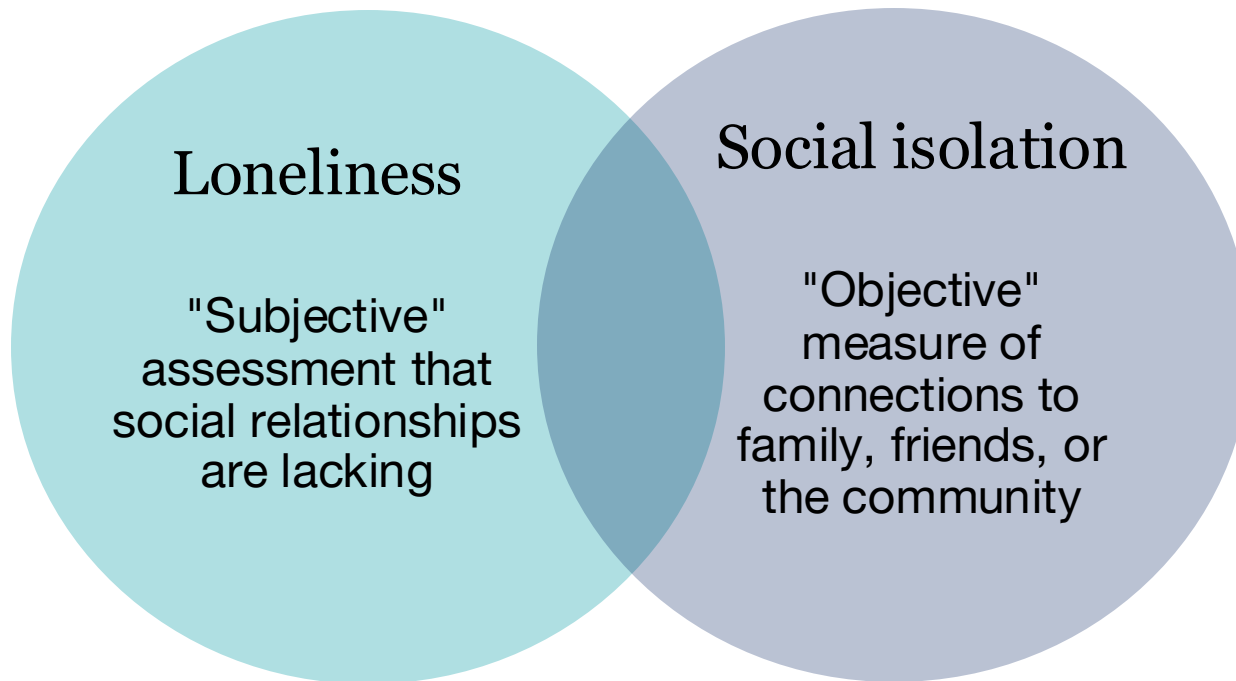 Loneliness
"Subjective"
assessment that
social relationships
are lacking
Social isolation
"Objective"
measure of
connections to
family, friends, or
the community